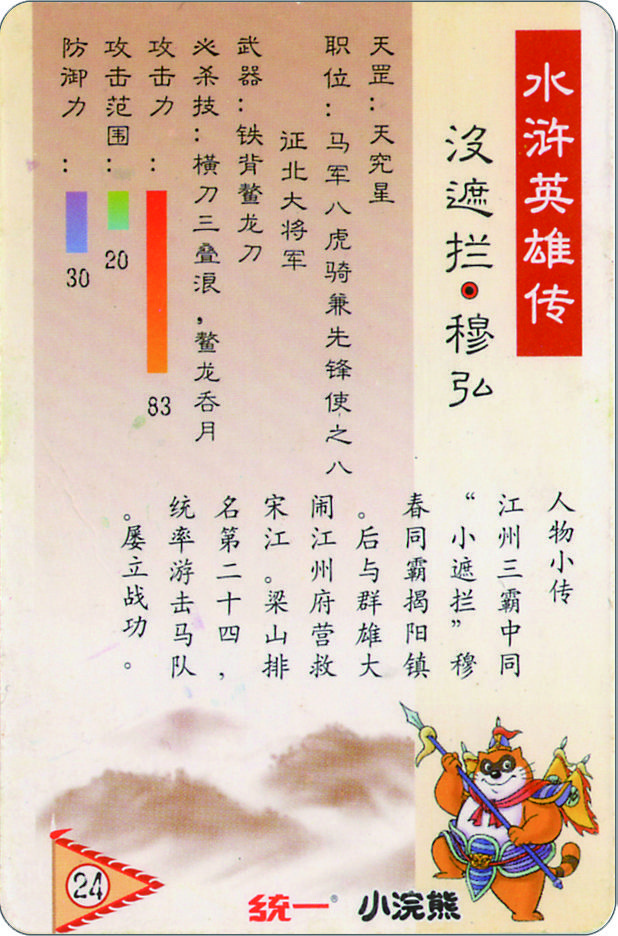 水浒英雄传
没遮拦·穆弘
天罡：天究星
职位：马军八虎骑兼先锋使之八
征北大将军
武器：铁背鳌龙刀
必杀技：横刀三叠浪，鳌龙吞月
攻击力：
83
攻击范围：
20
防御力：
30
人物小传
江州三霸中同
“小遮拦”穆
春同霸揭阳镇
。后与群雄大
闹江州府营救
宋江。梁山排
名第二十四，
统率游击马队
。屡立战功。
24
统一®
小浣熊